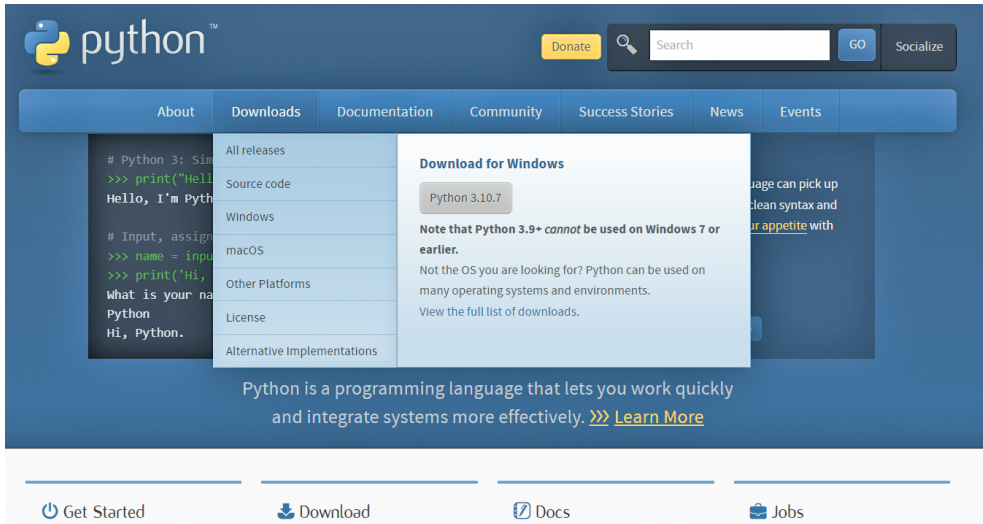 python™
Donate
Search
GO
Socialize
About Downloads Documentation Community Success Stories News Events
All releases
Source code
Windows
macOS
Other Platforms
License
Alternative Implementations
Download for Windows
Python 3.10.7
Note that Python 3.9+ cannot be used on Windows 7 or
earlier.
Not the OS you are looking for? Python can be used on
many operating systems and environments.
View the full list of downloads.
# Python 3: Sim
>>> print("Hell
Hello, I'm Pyth
# Input, assign
>>> name = inpu
>>> print('Hi,
What is your na
Python
Hi, Python.
uage can pick up
clean syntax and
ur appetite with
Python is a programming language that lets you work quickly
and integrate systems more effectively. >>> Learn More
Get Started
Download
Docs
Jobs